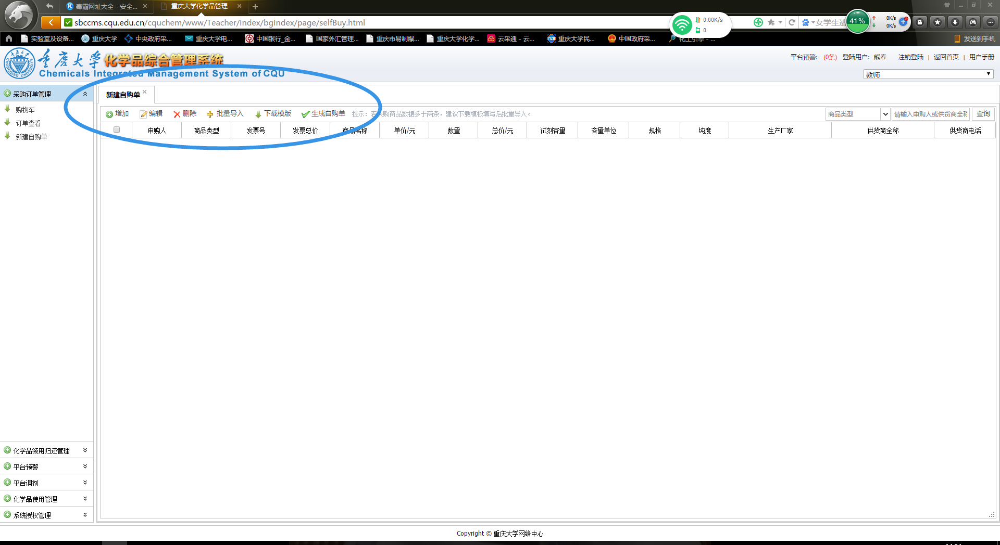 毒霸网址大全 - 安全...
重庆大学化学品管理
sbccms.cqu.edu.cn/cquchem/www/Teacher/Index/bgIndex/page/selfBuy.html
0.00K/s
0
女学生遭
41%
0K/s
0K/s
实验室及设备...
重庆大学
中央政府采...
重庆大学电...
中国银行_金...
国家外汇管理...
重庆市易制爆...
重庆大学化学...
云采通 - 云...
重庆大学民...
中国政府采...
化工引擎 - ...
发送到手机
重庆大学 化学品综合管理系统
Chemicals Integrated Management System of CQU
平台预警: (0条) 登陆用户: 熊春 注销登陆 | 返回首页 | 用户手册
教师
采购订单管理
购物车
订单查看
新建自购单
新建自购单
增加 编辑 删除 批量导入 下载模版 生成自购单 提示：若采购商品数据多于两条，建议下载模板填写后批量导入。
商品类型 请输入申购人或供货商全称 查询
申购人 商品类型 发票号 发票总价 商品名称 单价/元 数量 总价/元 试剂容量 容量单位 规格 纯度 生产厂家 供货商全称 供货商电话
化学品领用归还管理
平台预警
平台调剂
化学品使用管理
系统授权管理
Copyright © 重庆大学网络中心